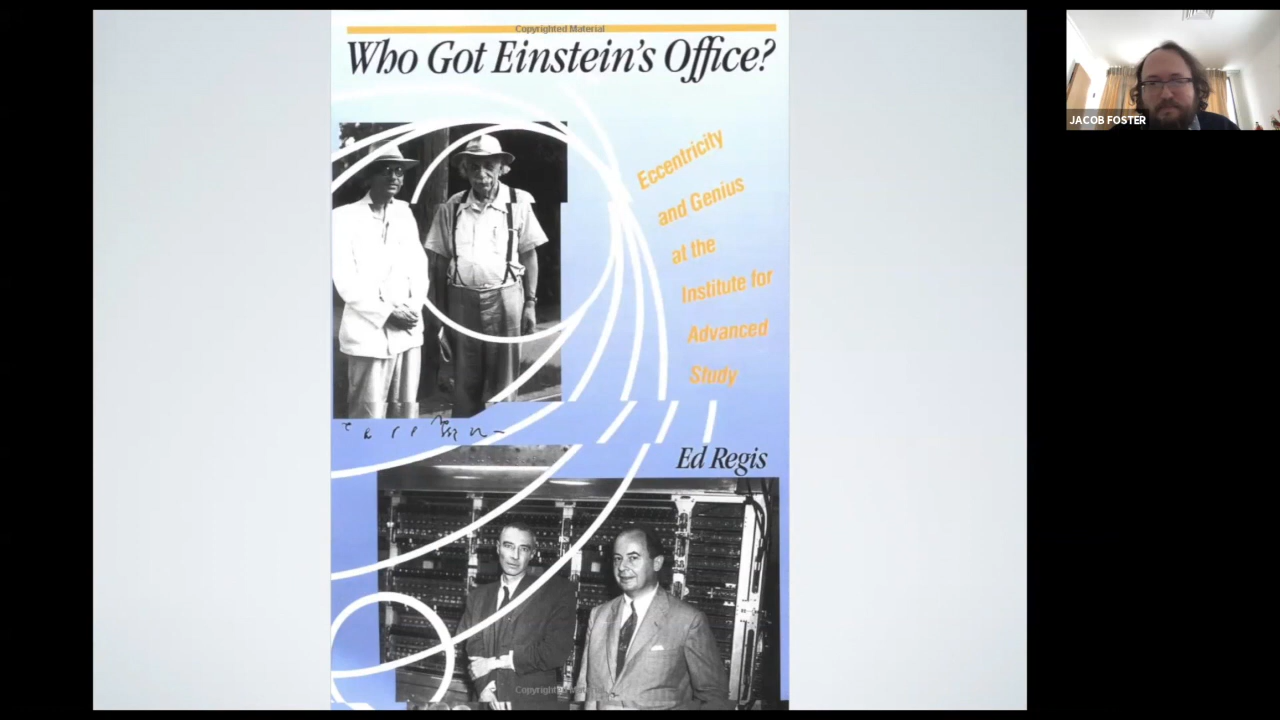 Copyrighted Material
Who Got Einstein's Office?
Eccentricity
and Genius
at the
Institute for
Advanced
Study
Ed Regis
JACOB FOSTER